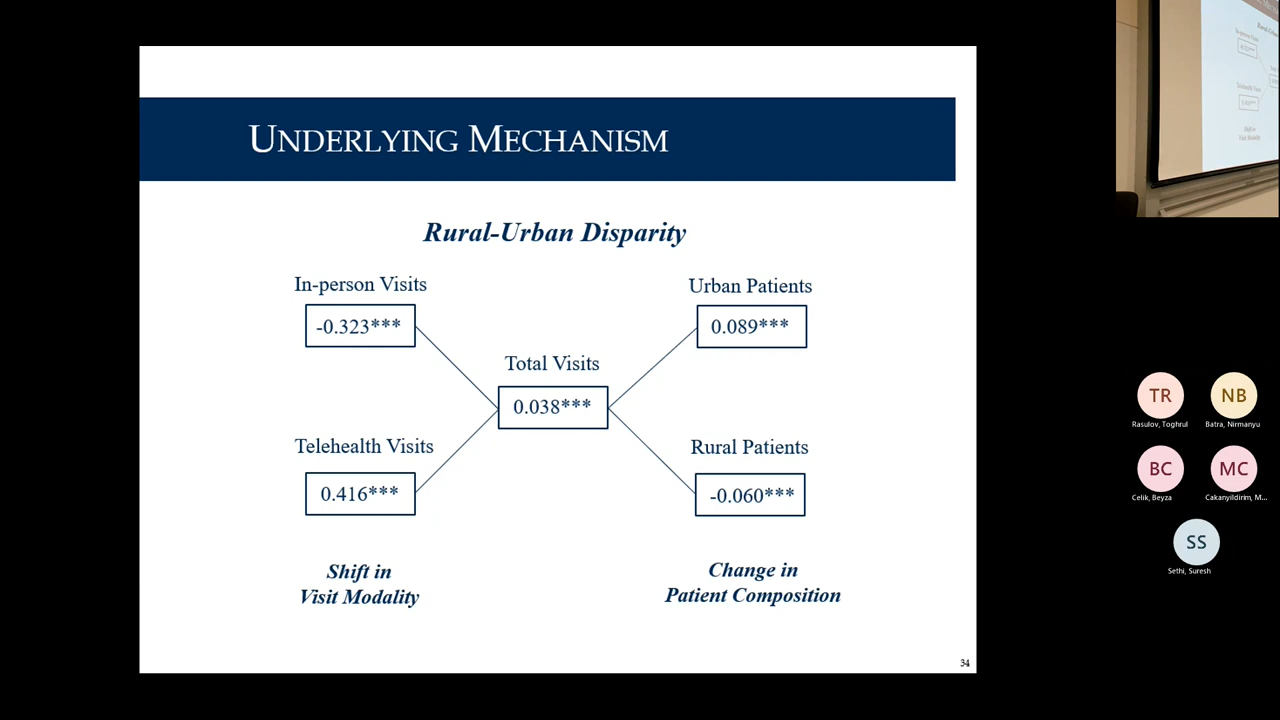 UNDERLYING MECHANISM
Rural-Urban Disparity
In-person Visits
-0.323***
Urban Patients
0.089***
Total Visits
0.038***
Telehealth Visits
0.416***
Rural Patients
-0.060***
Shift in
Visit Modality
Change in
Patient Composition
34
TR
Rasulov, Toghrul
NB
Batra, Nirmanyu
BC
Celik, Beyza
MC
Cakanyildirim, M...
SS
Sethi, Suresh